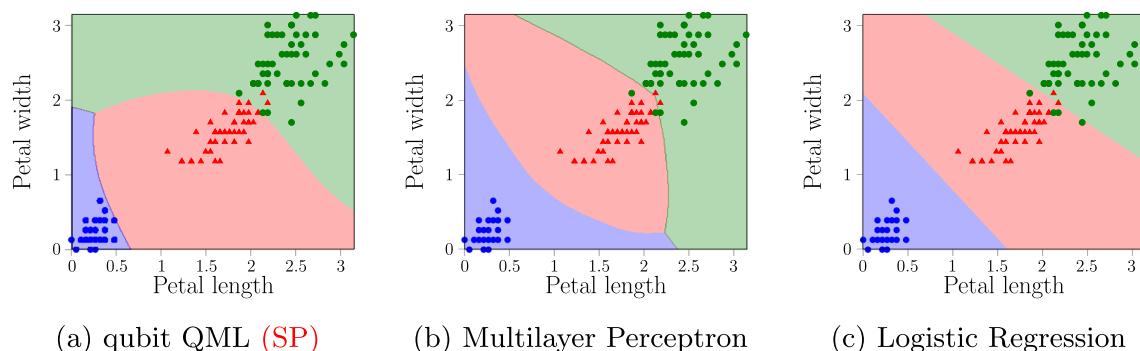 3
2
1
0
Petal width
0 0.5 1 1.5 2 2.5 3
Petal length
(a) qubit QML (SP)
3
2
1
0
Petal width
0 0.5 1 1.5 2 2.5 3
Petal length
(b) Multilayer Perceptron
3
2
1
0
Petal width
0 0.5 1 1.5 2 2.5 3
Petal length
(c) Logistic Regression